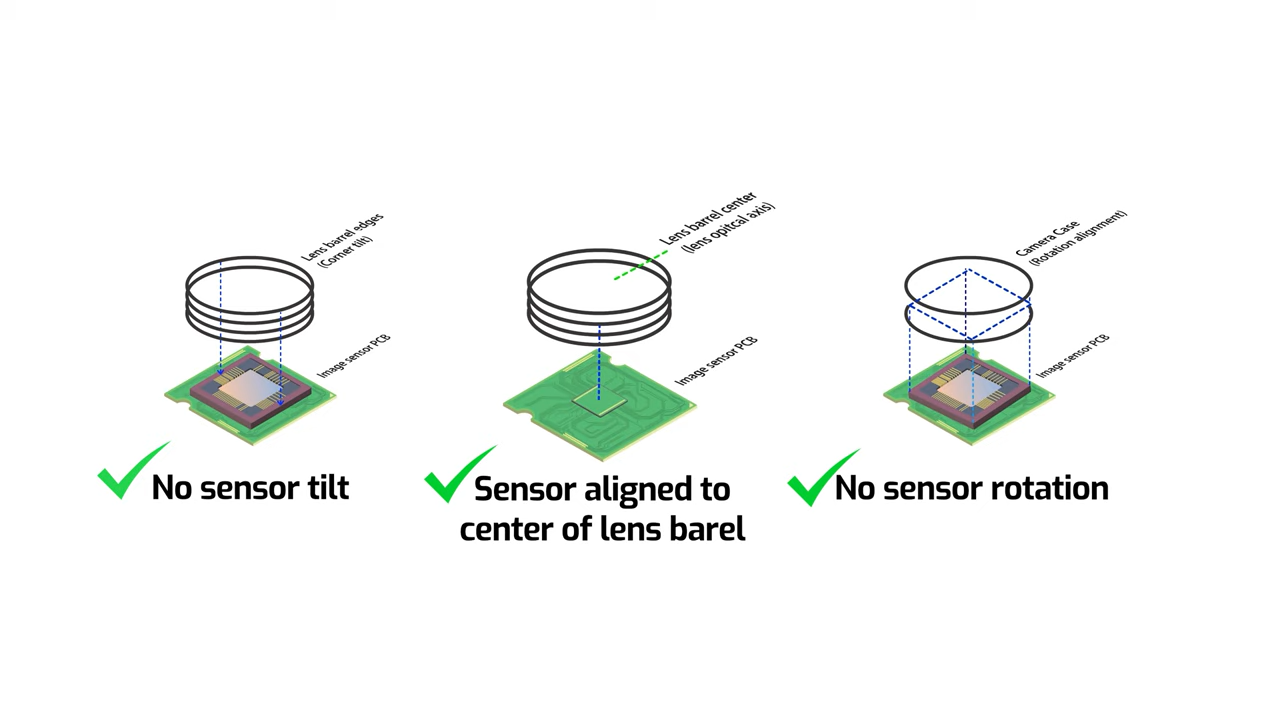 Lens barrel edges
(Corner tilt)
Image sensor PCB
No sensor tilt
Lens barrel center
(lens opitcal axis)
Image sensor PCB
Sensor aligned to
center of lens barel
Camera Case
(Rotation alignment)
Image sensor PCB
No sensor rotation